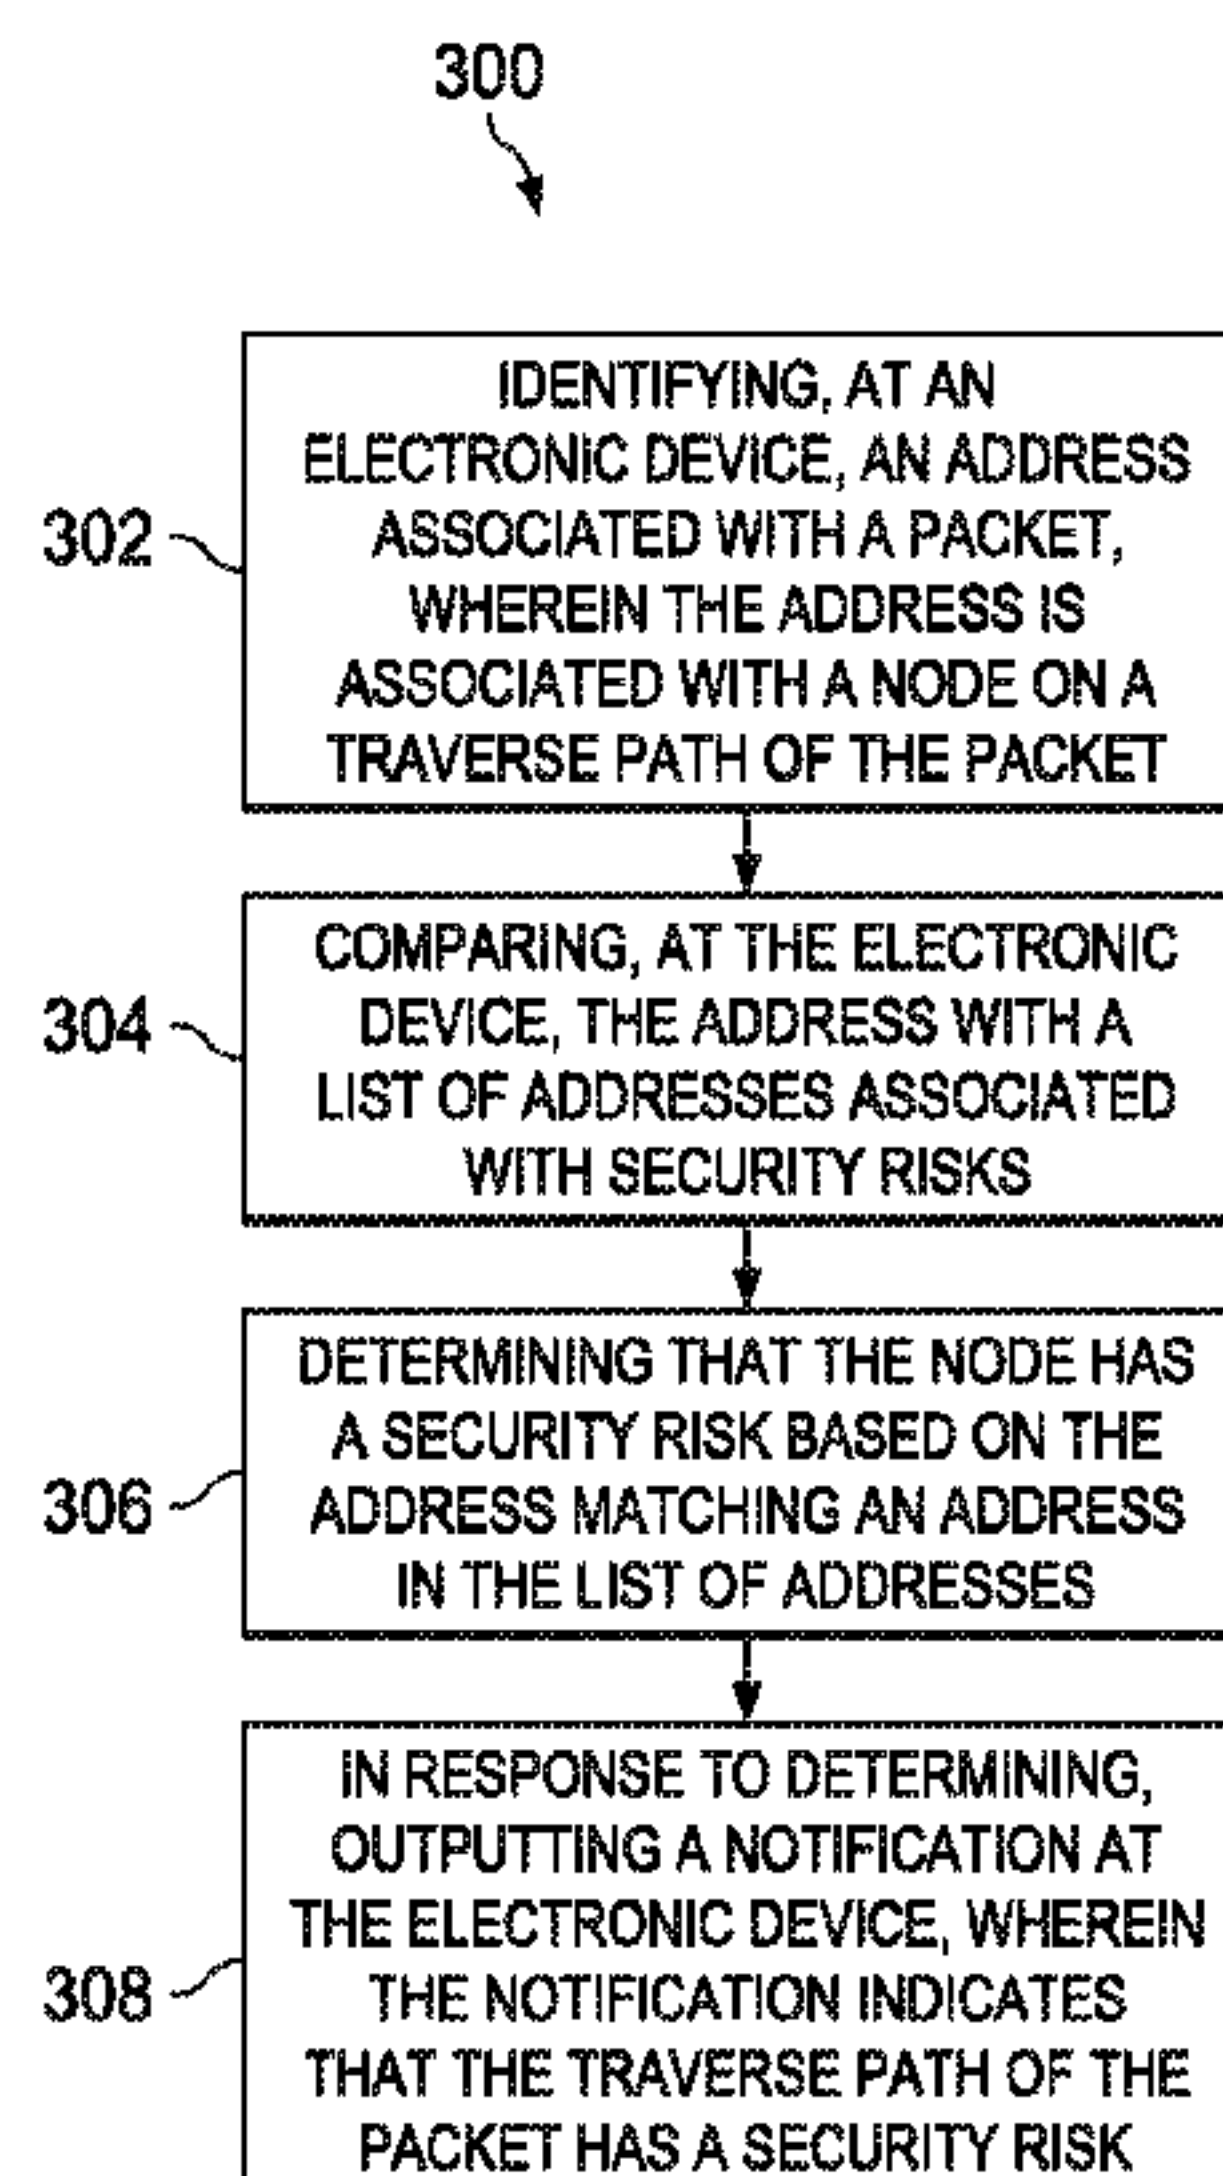 300
302
IDENTIFYING, AT AN
ELECTRONIC DEVICE, AN ADDRESS
ASSOCIATED WITH A PACKET,
WHEREIN THE ADDRESS IS
ASSOCIATED WITH A NODE ON A
TRAVERSE PATH OF THE PACKET
304
COMPARING, AT THE ELECTRONIC
DEVICE, THE ADDRESS WITH A
LIST OF ADDRESSES ASSOCIATED
WITH SECURITY RISKS
306
DETERMINING THAT THE NODE HAS
A SECURITY RISK BASED ON THE
ADDRESS MATCHING AN ADDRESS
IN THE LIST OF ADDRESSES
308
IN RESPONSE TO DETERMINING,
OUTPUTTING A NOTIFICATION AT
THE ELECTRONIC DEVICE, WHEREIN
THE NOTIFICATION INDICATES
THAT THE TRAVERSE PATH OF THE
PACKET HAS A SECURITY RISK